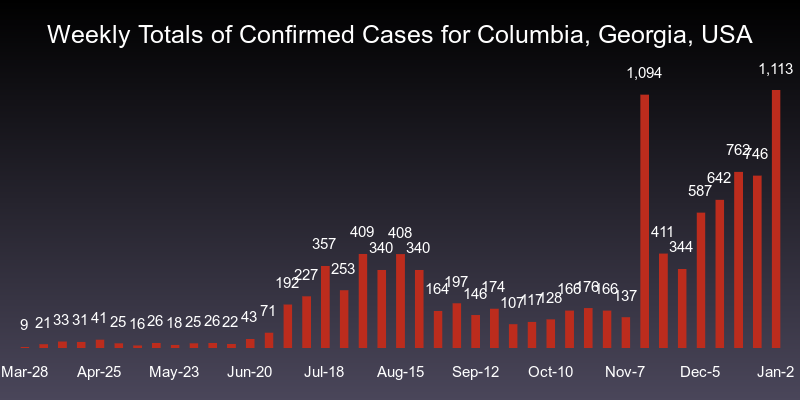 Weekly Totals of Confirmed Cases for Columbia, Georgia, USA
9 21 33 31 41 25 16 26 18 25 26 22 43 71 192 227 357 253 409 340 408 340 164 197 146 174 107 117 128 166 176 166 137 1,094 411 344 587 642 762 746 1,113
Mar-28 Apr-25 May-23 Jun-20 Jul-18 Aug-15 Sep-12 Oct-10 Nov-7 Dec-5 Jan-2